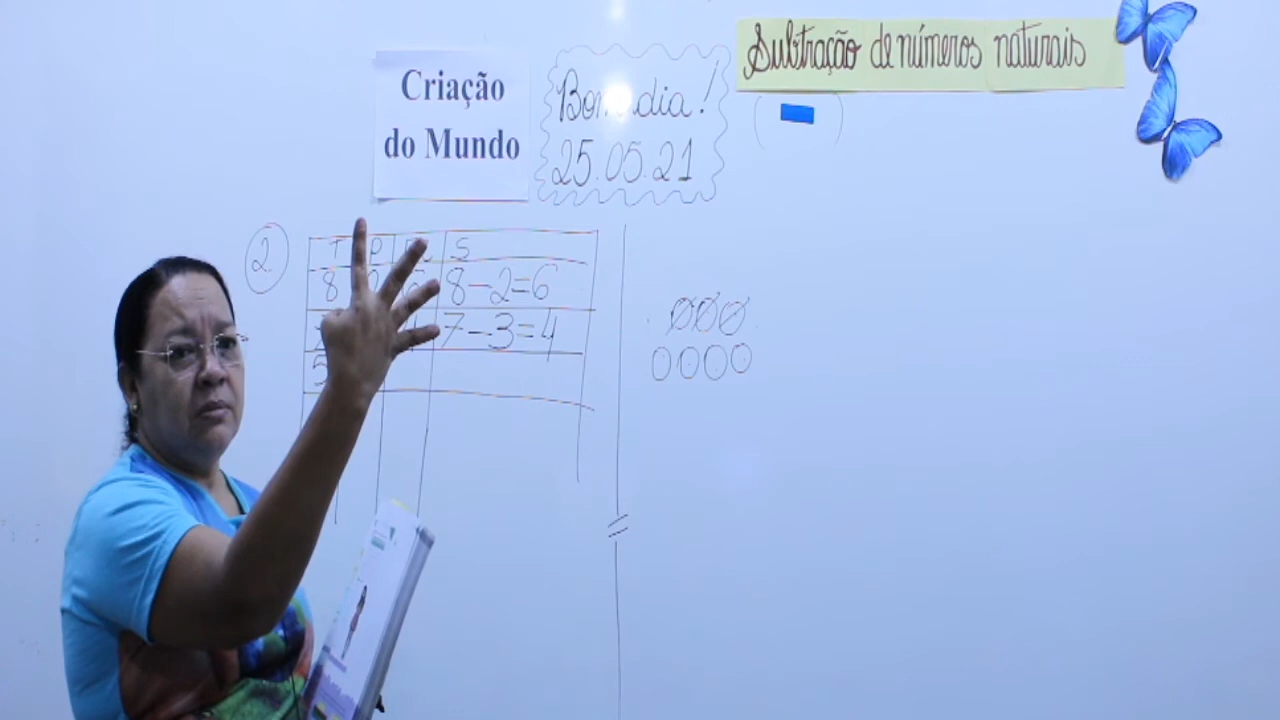 Criação
do Mundo
Bom dia!
25.05.21
Subtração de números naturais
2
T P S
8 8-2=6
7-3=4
5